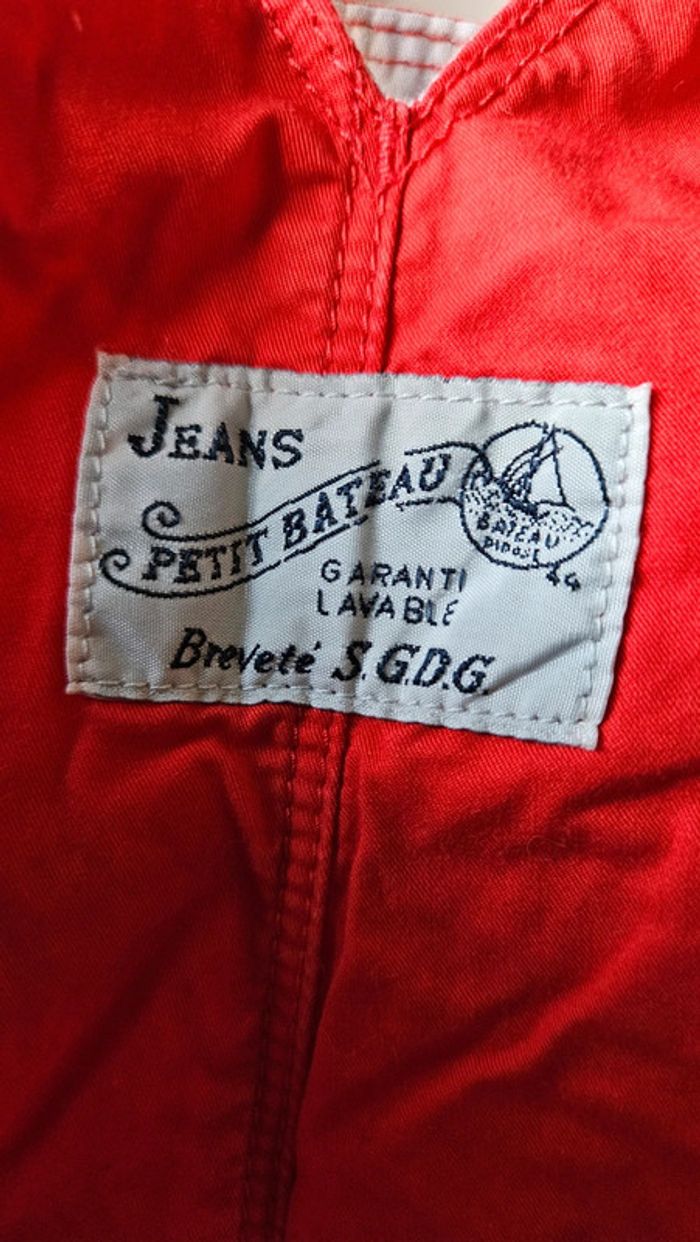 JEANS
PETIT BATEAU
BATEAU
GARANTI
LAVABLE
Breveté S.G.D.G.